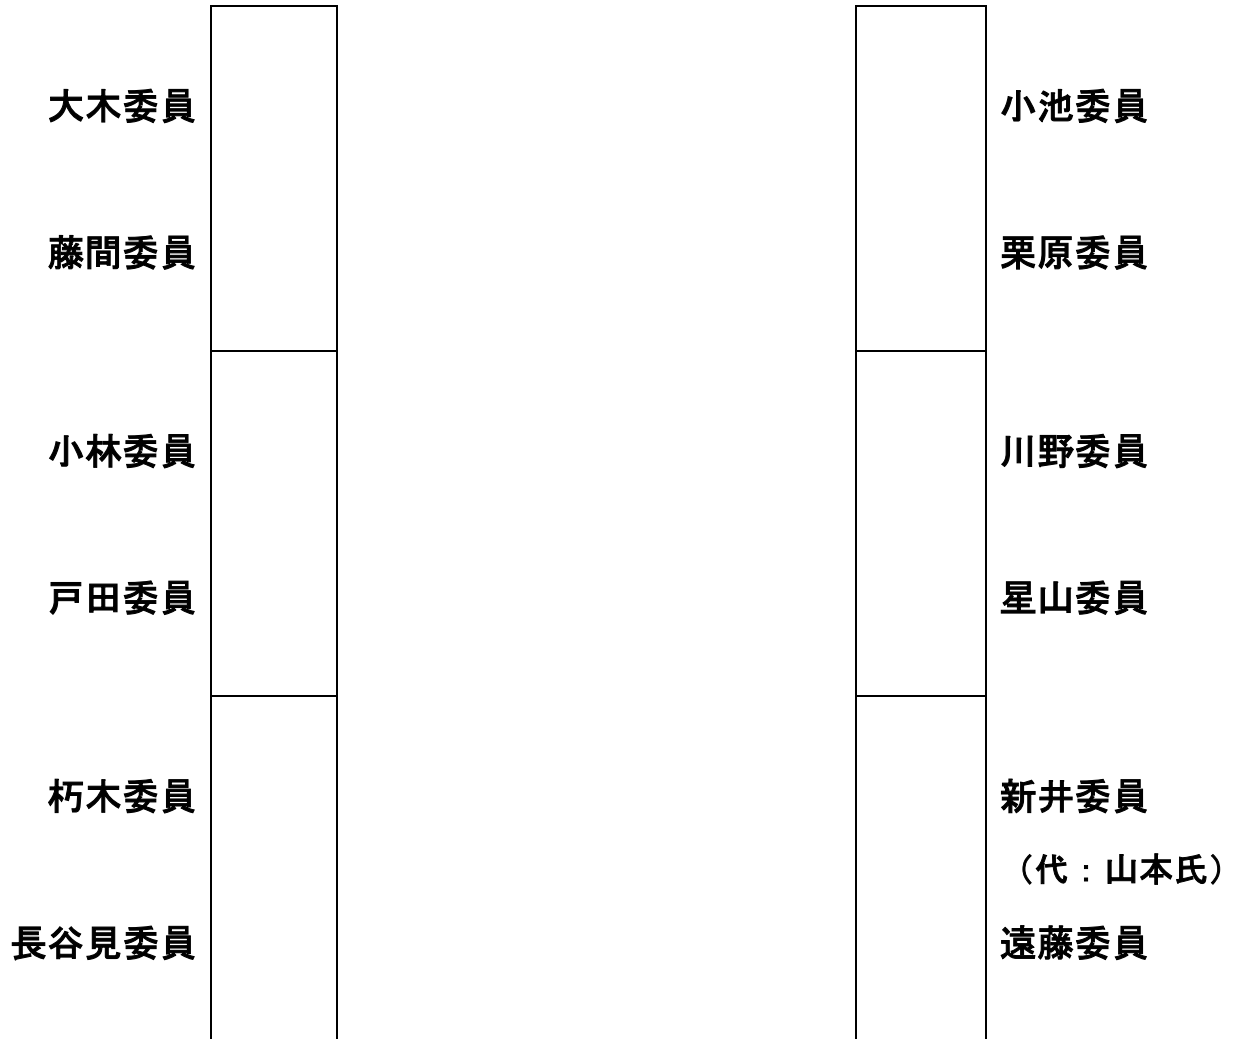 大木委員
小池委員
藤間委員
栗原委員
小林委員
川野委員
戸田委員
星山委員
朽木委員
新井委員
（代：山本氏）
長谷見委員
遠藤委員